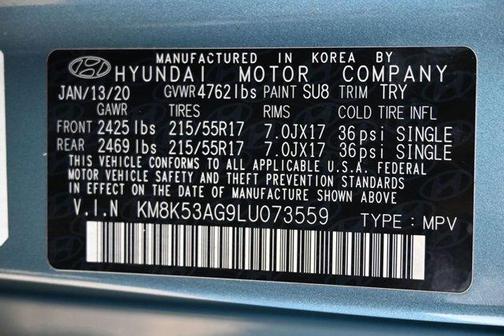 MANUFACTURED IN KOREA BY
HYUNDAI MOTOR COMPANY
JAN/13/20 GVWR 4762 lbs PAINT SU8 TRIM TRY
GAWR TIRES RIMS COLD TIRE INFL
FRONT 2425 lbs 215/55R17 7.0JX17 36psi SINGLE
REAR 2469 lbs 215/55R17 7.0JX17 36psi SINGLE
THIS VEHICLE CONFORMS TO ALL APPLICABLE U.S.A. FEDERAL
MOTOR VEHICLE SAFETY AND THEFT PREVENTION STANDARDS
IN EFFECT ON THE DATE OF MANUFACTURE SHOWN ABOVE.
V.I.N KM8K53AG9LU073559 TYPE : MPV